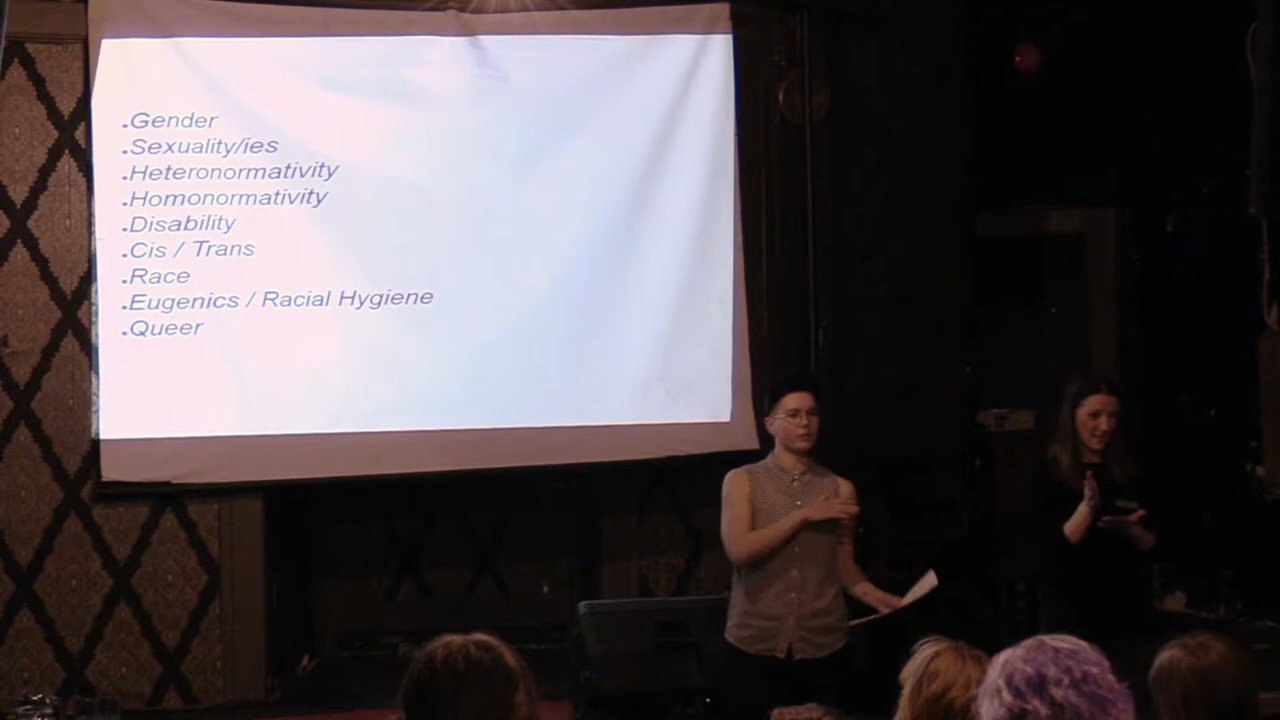 .Gender
.Sexuality/ies
.Heteronormativity
.Homonormativity
.Disability
.Cis / Trans
.Race
.Eugenics / Racial Hygiene
.Queer